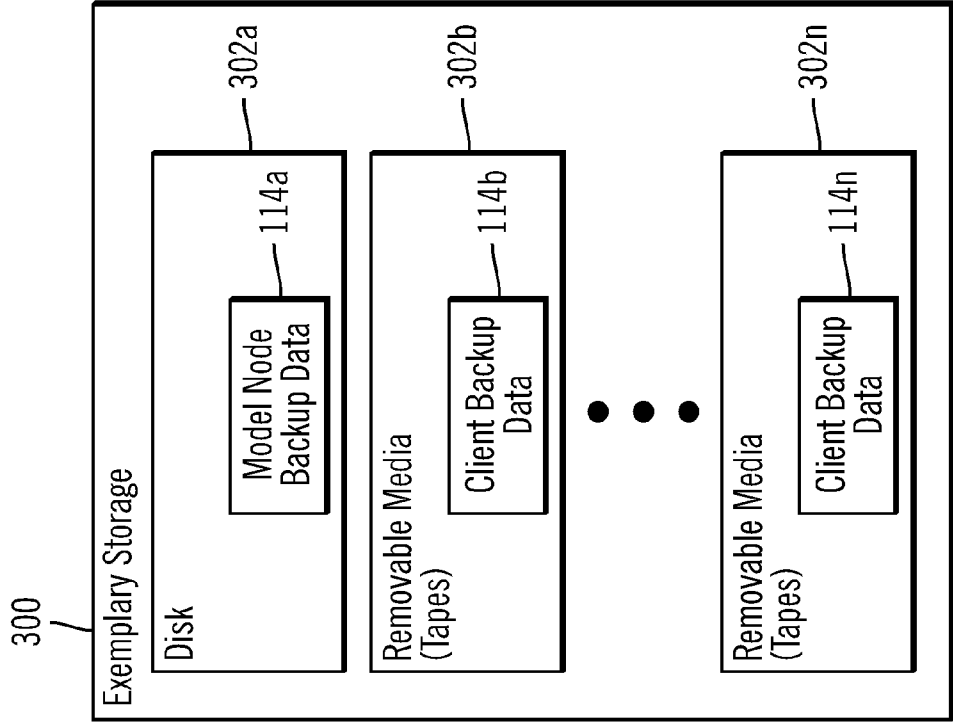 300
Exemplary Storage
Disk
302a
Model Node
Backup Data
114a
Removable Media
(Tapes)
302b
Client Backup
Data
114b
Removable Media
(Tapes)
302n
Client Backup
Data
114n